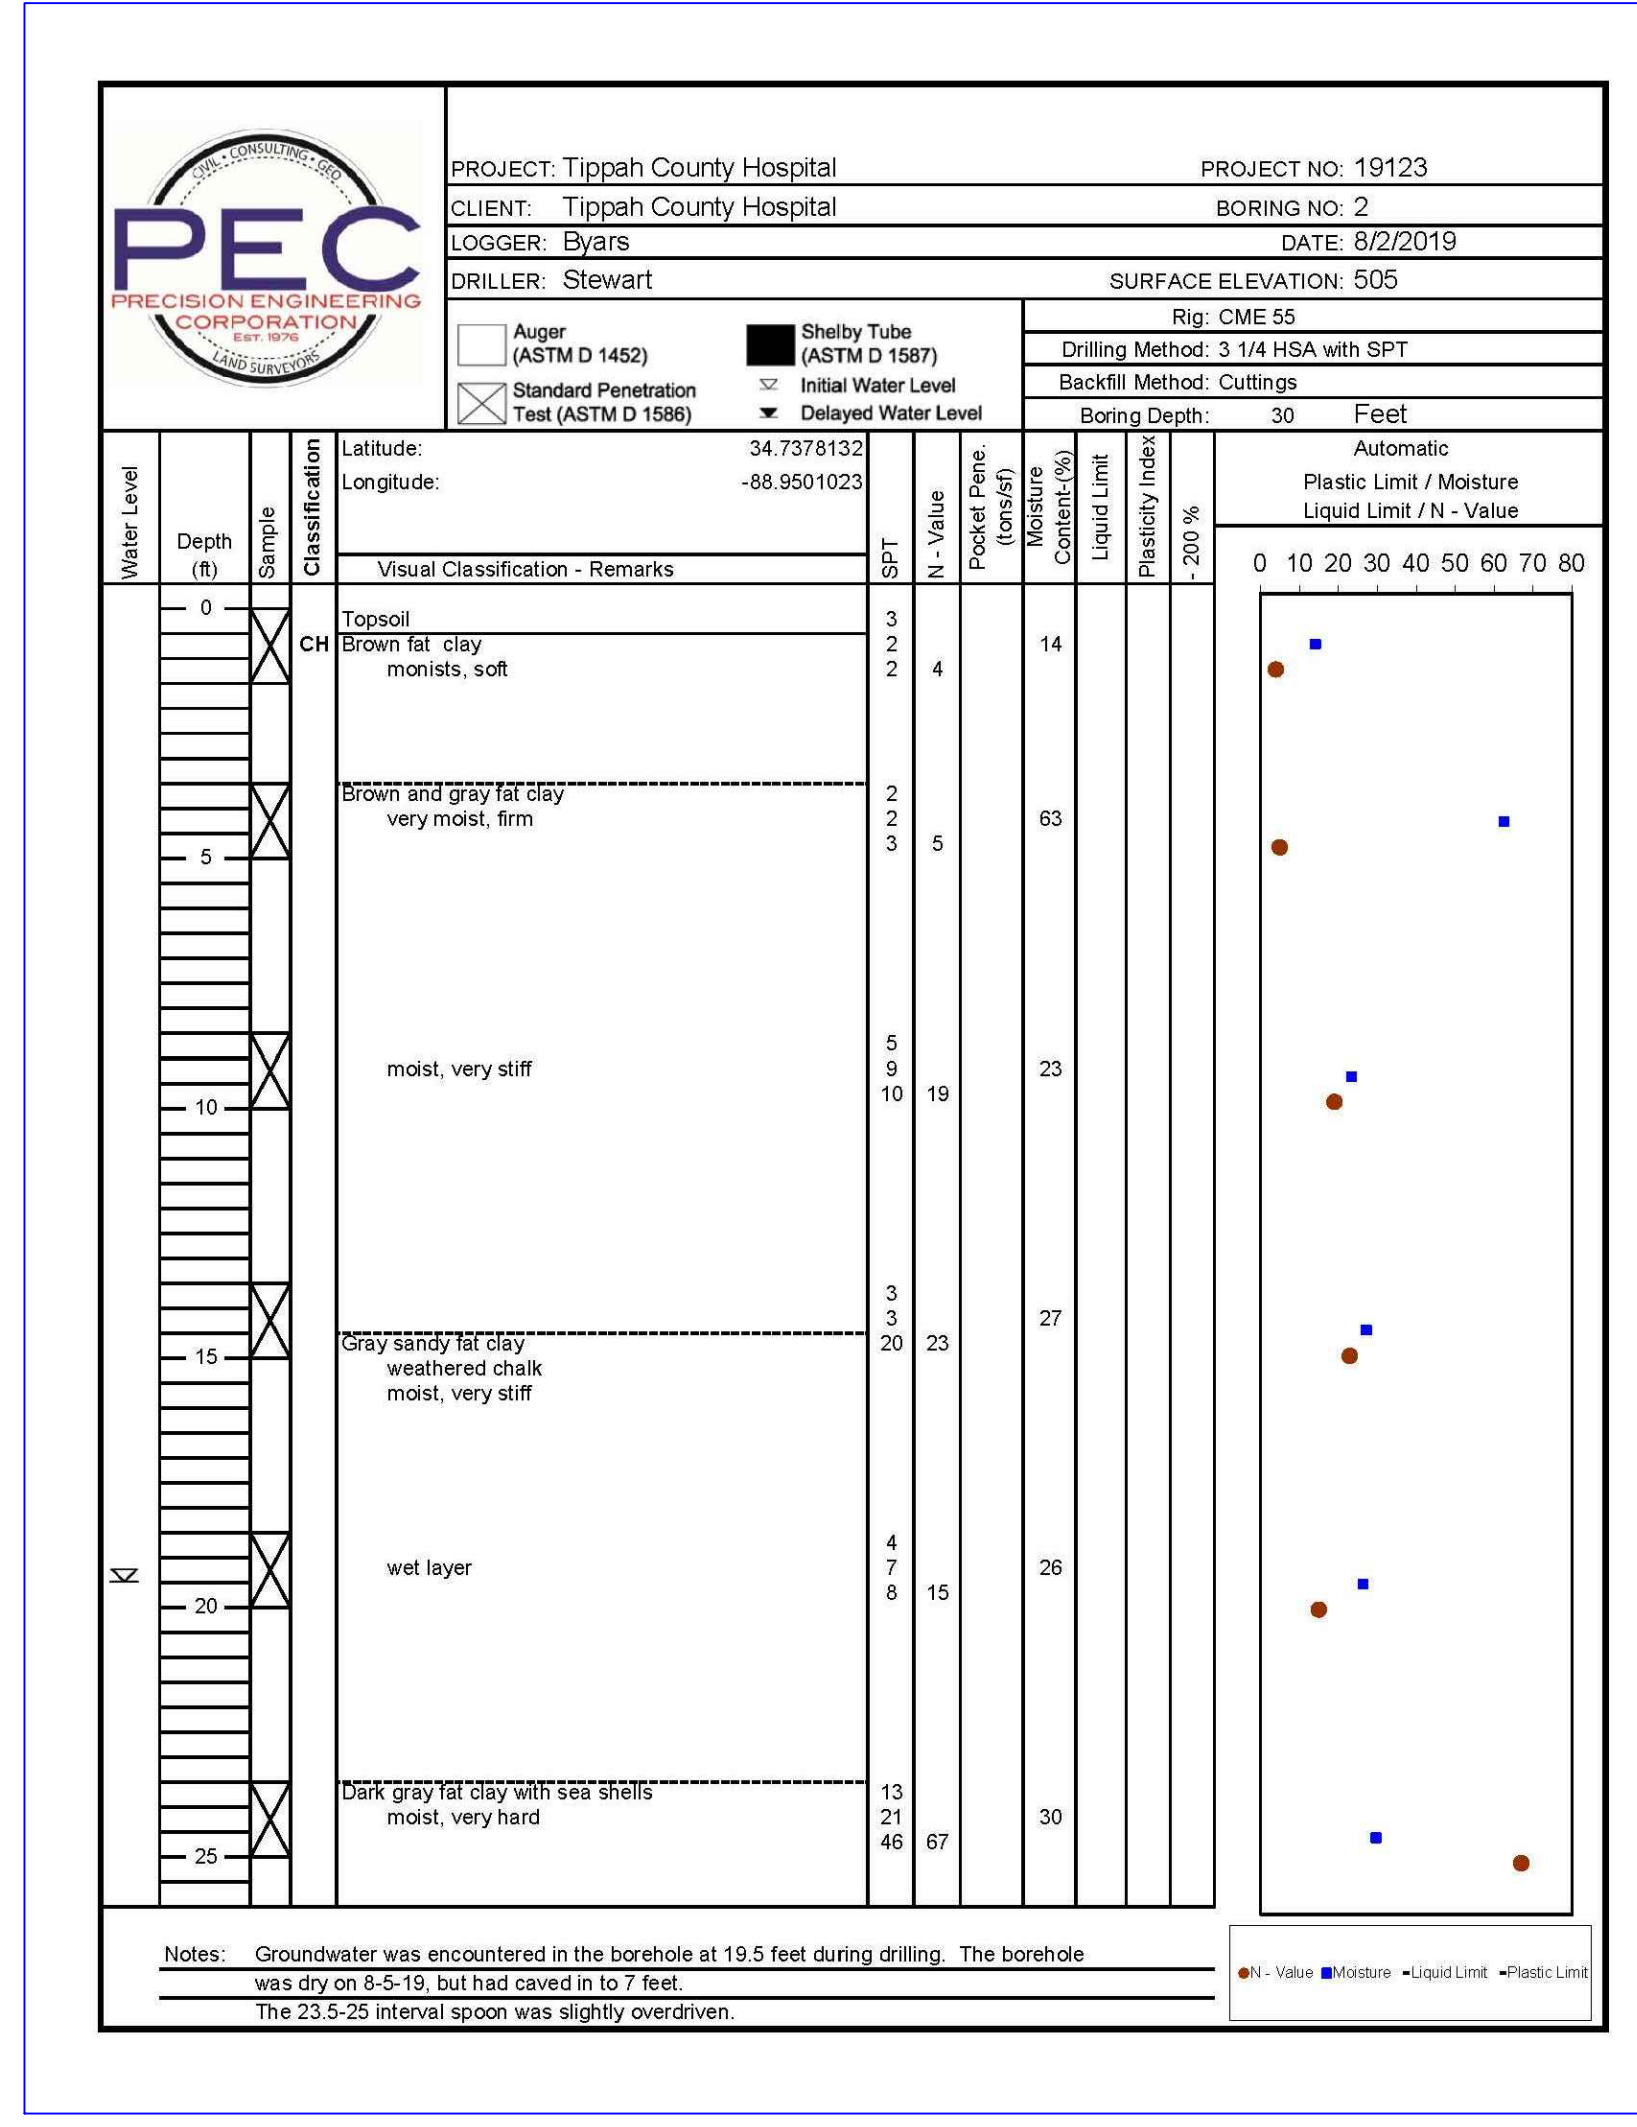 CIVIL • CONSULTING • GEO
PEC
PRECISION ENGINEERING
CORPORATION
EST. 1976
LAND SURVEYORS
PROJECT: Tippah County Hospital PROJECT NO: 19123
CLIENT: Tippah County Hospital BORING NO: 2
LOGGER: Byars DATE: 8/2/2019
DRILLER: Stewart SURFACE ELEVATION: 505
Auger
(ASTM D 1452)
Shelby Tube
(ASTM D 1587)
Standard Penetration
Test (ASTM D 1586)
Initial Water Level
Delayed Water Level
Rig: CME 55
Drilling Method: 3 1/4 HSA with SPT
Backfill Method: Cuttings
Boring Depth: 30 Feet
Water Level
Depth
(ft)
Sample
Classification
Latitude: 34.7378132
Longitude: -88.9501023
Visual Classification - Remarks
SPT
N - Value
Pocket Pene.
(tons/sf)
Moisture
Content-(%)
Liquid Limit
Plasticity Index
- 200 %
Automatic
Plastic Limit / Moisture
Liquid Limit / N - Value
0 10 20 30 40 50 60 70 80
0
Topsoil 3
CH Brown fat clay 2 14
monists, soft 2 4
Brown and gray fat clay 2
very moist, firm 2 63
3 5
5
5
moist, very stiff 9 23
10 19
10
3
3 27
Gray sandy fat clay 20 23
15
weathered chalk
moist, very stiff
4
wet layer 7 26
8 15
20
Dark gray fat clay with sea shells 13
moist, very hard 21 30
46 67
25
Notes: Groundwater was encountered in the borehole at 19.5 feet during drilling. The borehole
was dry on 8-5-19, but had caved in to 7 feet.
The 23.5-25 interval spoon was slightly overdriven.
N - Value Moisture Liquid Limit Plastic Limit